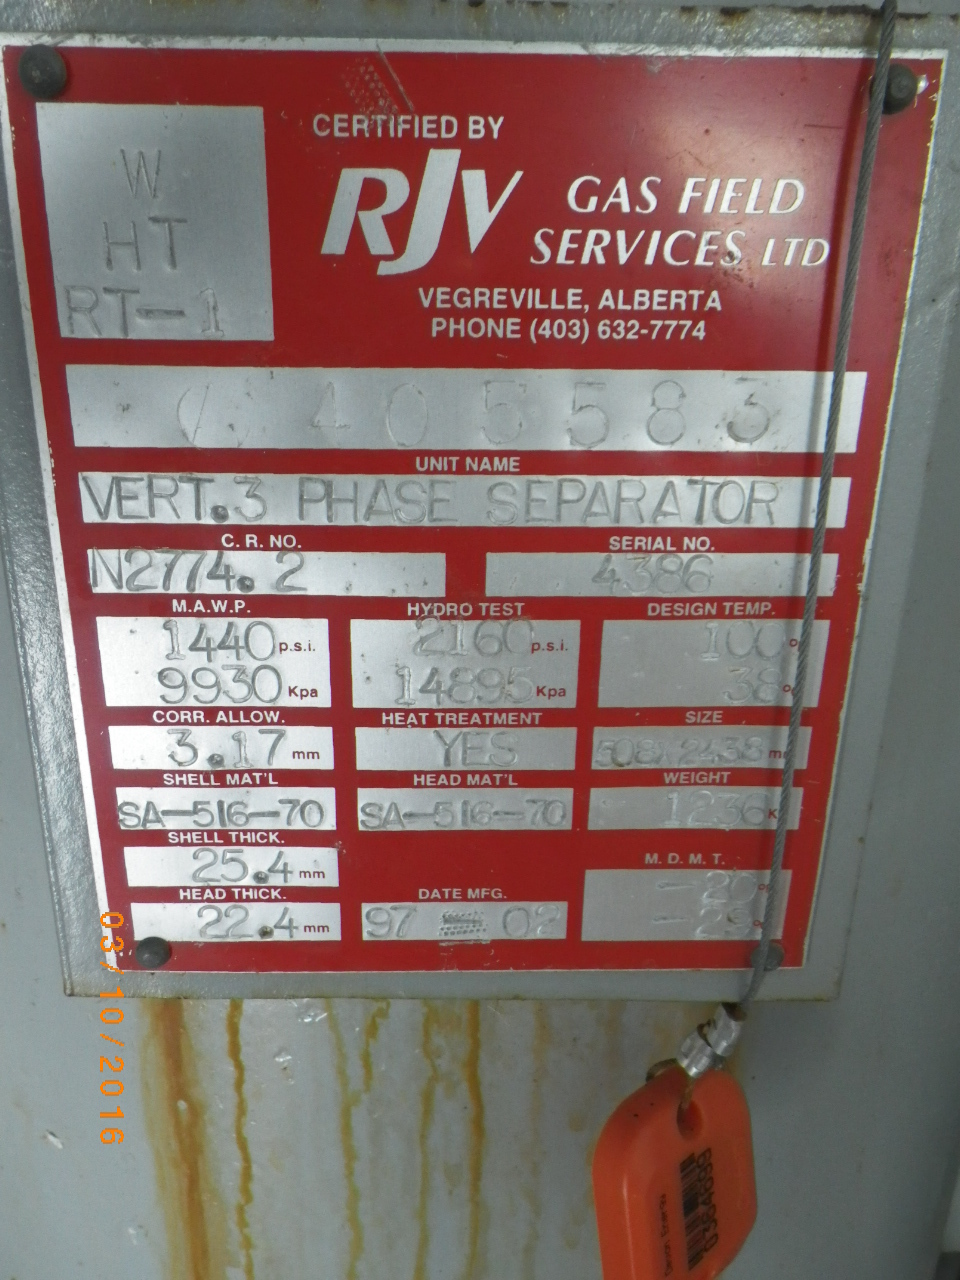 W
HT
RT-1
CERTIFIED BY
RJV GAS FIELD
SERVICES LTD
VEGREVILLE, ALBERTA
PHONE (403) 632-7774
405583
UNIT NAME
VERT.3 PHASE SEPARATOR
C. R. NO. SERIAL NO.
N2774.2 4386
M.A.W.P. HYDRO TEST DESIGN TEMP.
1440 p.s.i. 2160 p.s.i. 100 °
9930 Kpa 14895 Kpa 38 °
CORR. ALLOW. HEAT TREATMENT SIZE
3.17 mm YES 508 x 2438 m
SHELL MAT'L HEAD MAT'L WEIGHT
SA-516-70 SA-516-70 1236 K
SHELL THICK. M. D. M. T.
25.4 mm -20 °
HEAD THICK. DATE MFG.
22.4 mm 97 02 °
03/10/2016
Devon Energy